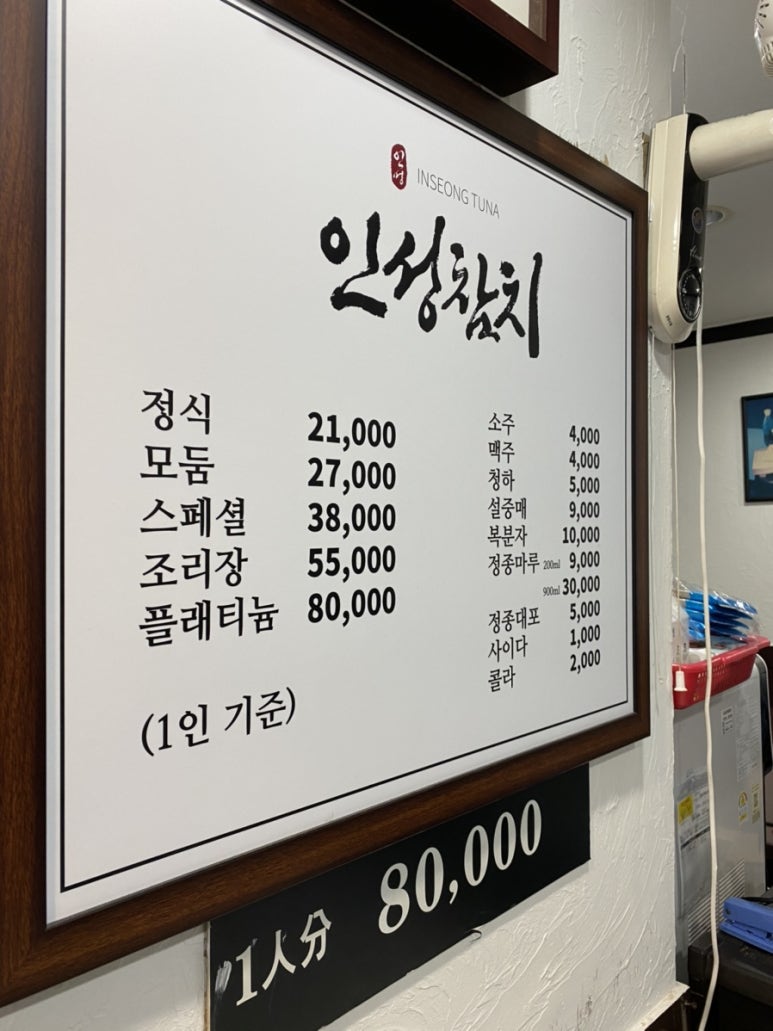 인성
INSEONG TUNA
인성참치
정식 21,000
모둠 27,000
스페셜 38,000
조리장 55,000
플래티늄 80,000
(1인 기준)
소주 4,000
맥주 4,000
청하 5,000
설중매 9,000
복분자 10,000
정종마루 200ml 9,000
900ml 30,000
정종대포 5,000
사이다 1,000
콜라 2,000
1人分 80,000